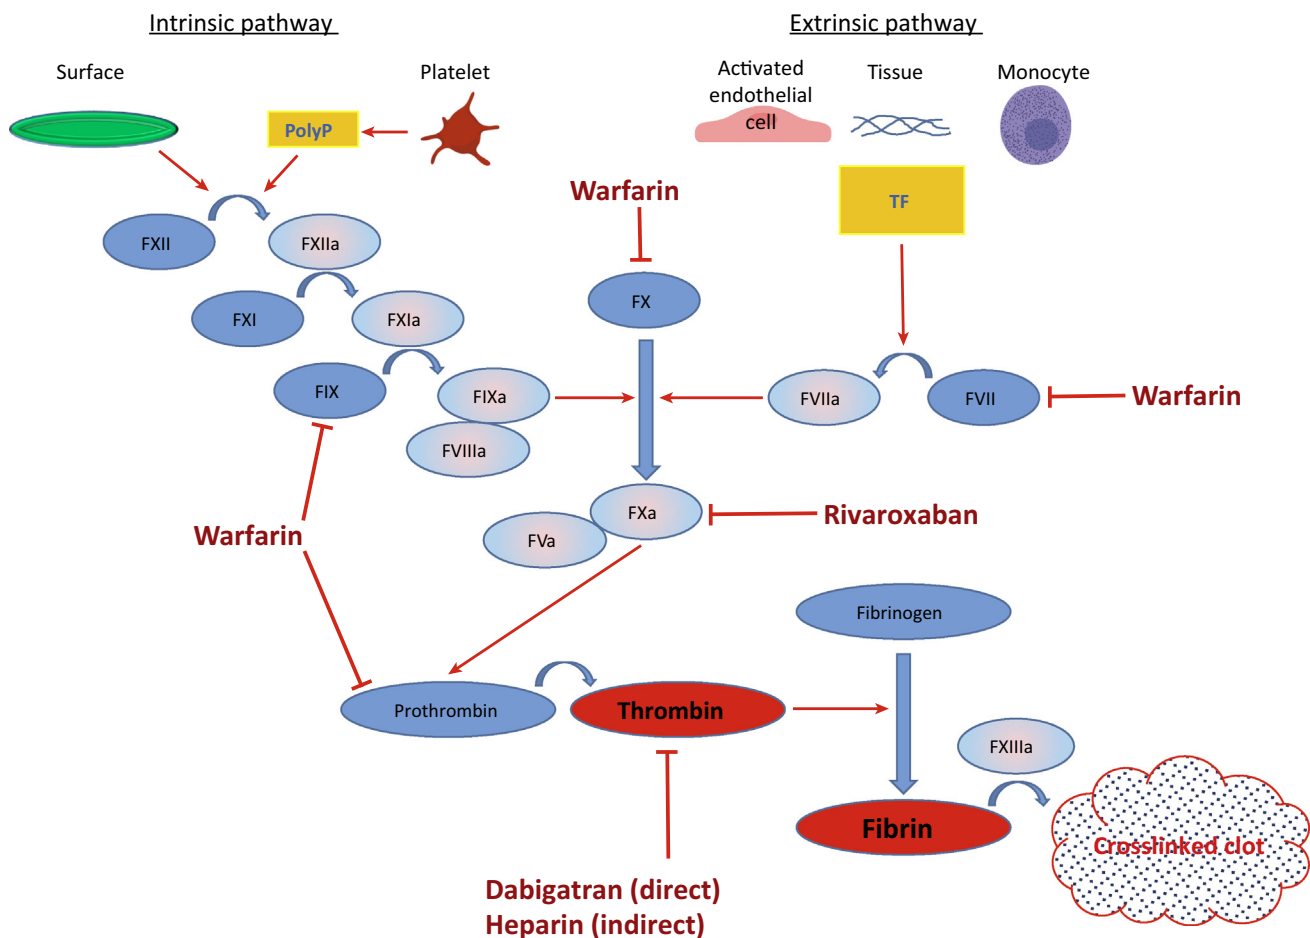 Intrinsic pathway
Extrinsic pathway
Surface
Platelet
Activated
endothelial
cell
Tissue
Monocyte
PolyP
TF
Warfarin
FXII
FXIIa
FX
FXI
FXIa
FIX
FIXa
FVIIa
FVII
Warfarin
FVIIIa
Warfarin
FXa
Rivaroxaban
FVa
Fibrinogen
Prothrombin
Thrombin
FXIIIa
Fibrin
Crosslinked clot
Dabigatran (direct)
Heparin (indirect)